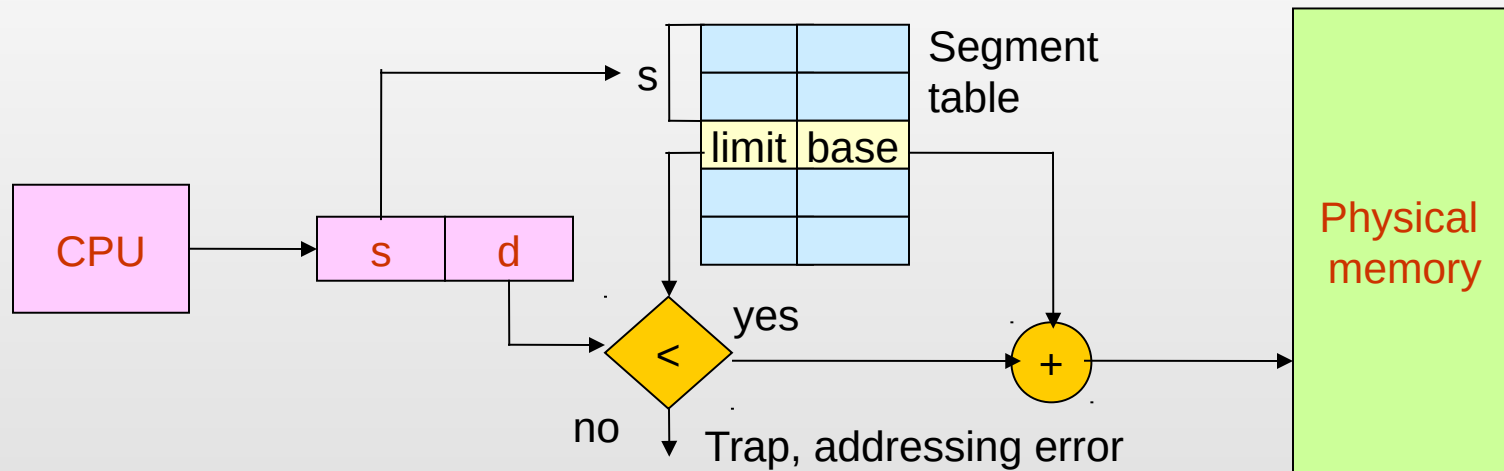 Segment
table
s
limit base
CPU
s d
Physical
memory
yes
<
+
no
Trap, addressing error